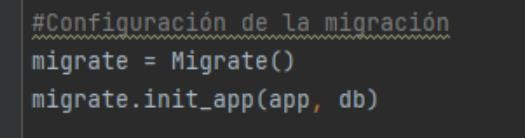 #Configuración de la migración
migrate = Migrate()
migrate.init_app(app, db)